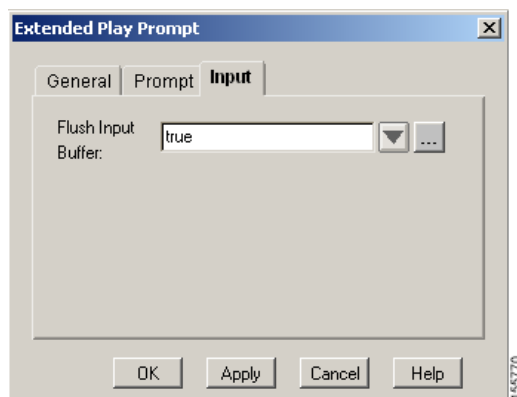 Extended Play Prompt
General Prompt Input
Flush Input
Buffer:
true
...
OK Apply Cancel Help